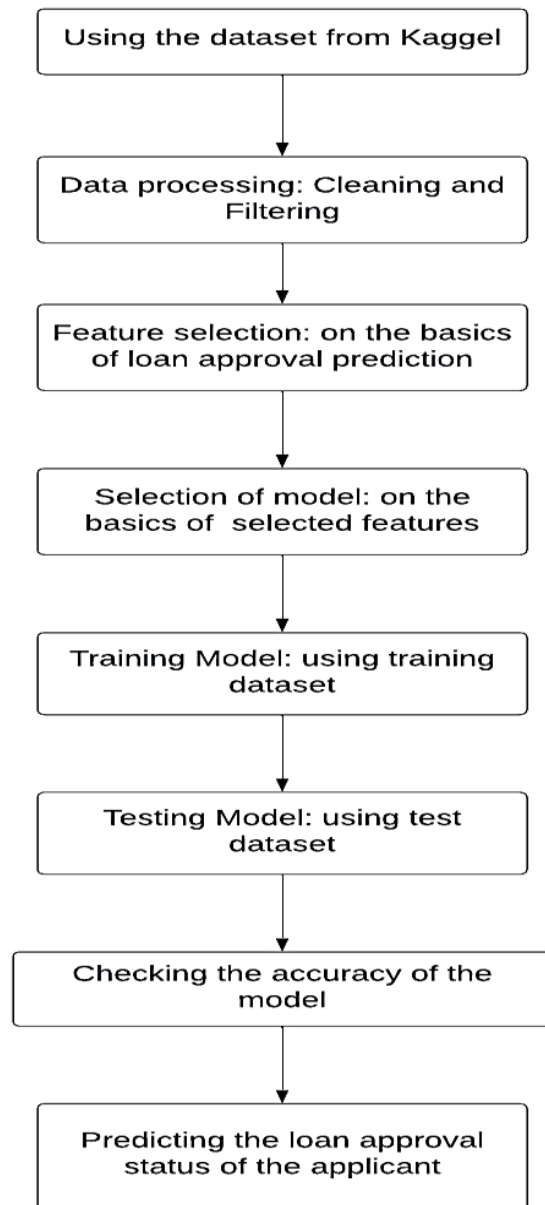 Using the dataset from Kaggel
Data processing: Cleaning and
Filtering
Feature selection: on the basics
of loan approval prediction
Selection of model: on the
basics of selected features
Training Model: using training
dataset
Testing Model: using test
dataset
Checking the accuracy of the
model
Predicting the loan approval
status of the applicant